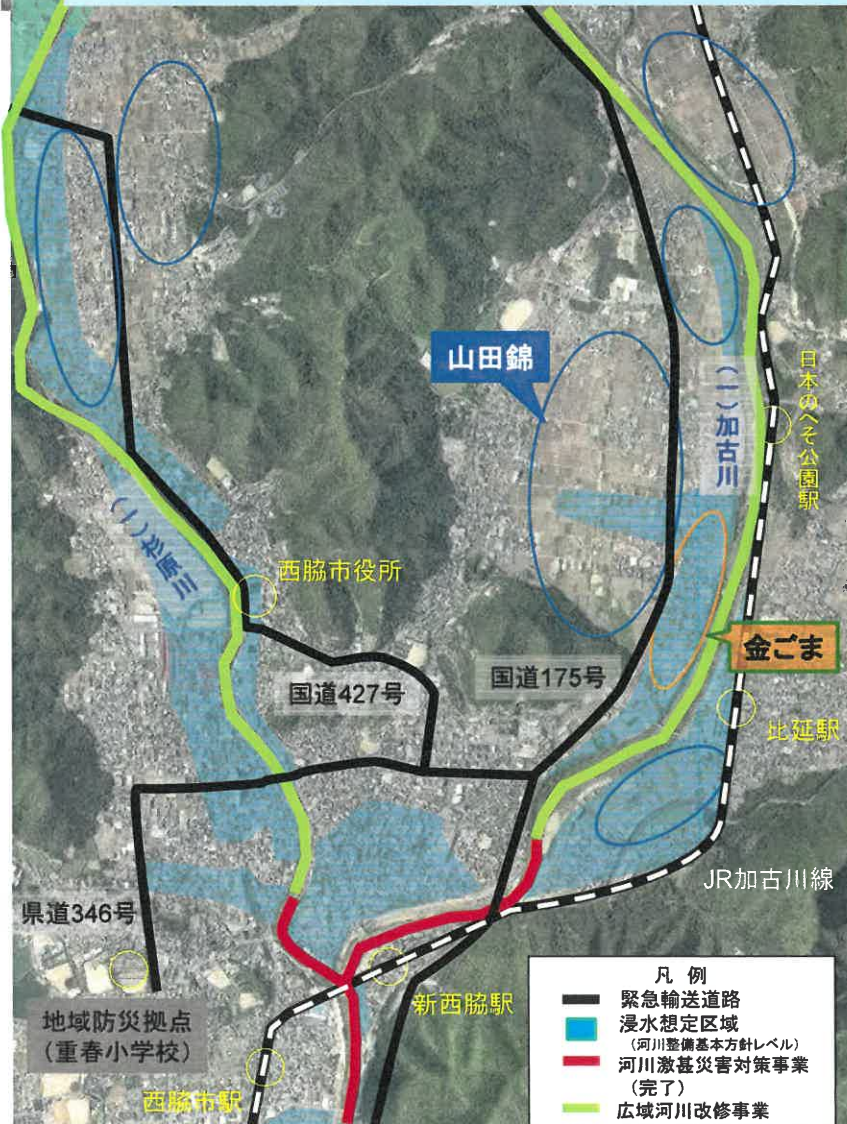 山田錦
(一)加古川
日本のへそ公園駅
(一)杉原川
西脇市役所
金ごま
国道427号
国道175号
比延駅
JR加古川線
県道346号
新西脇駅
地域防災拠点
(重春小学校)
西脇市駅
凡 例
緊急輸送道路
浸水想定区域
(河川整備基本方針レベル)
河川激甚災害対策事業
(完了)
広域河川改修事業